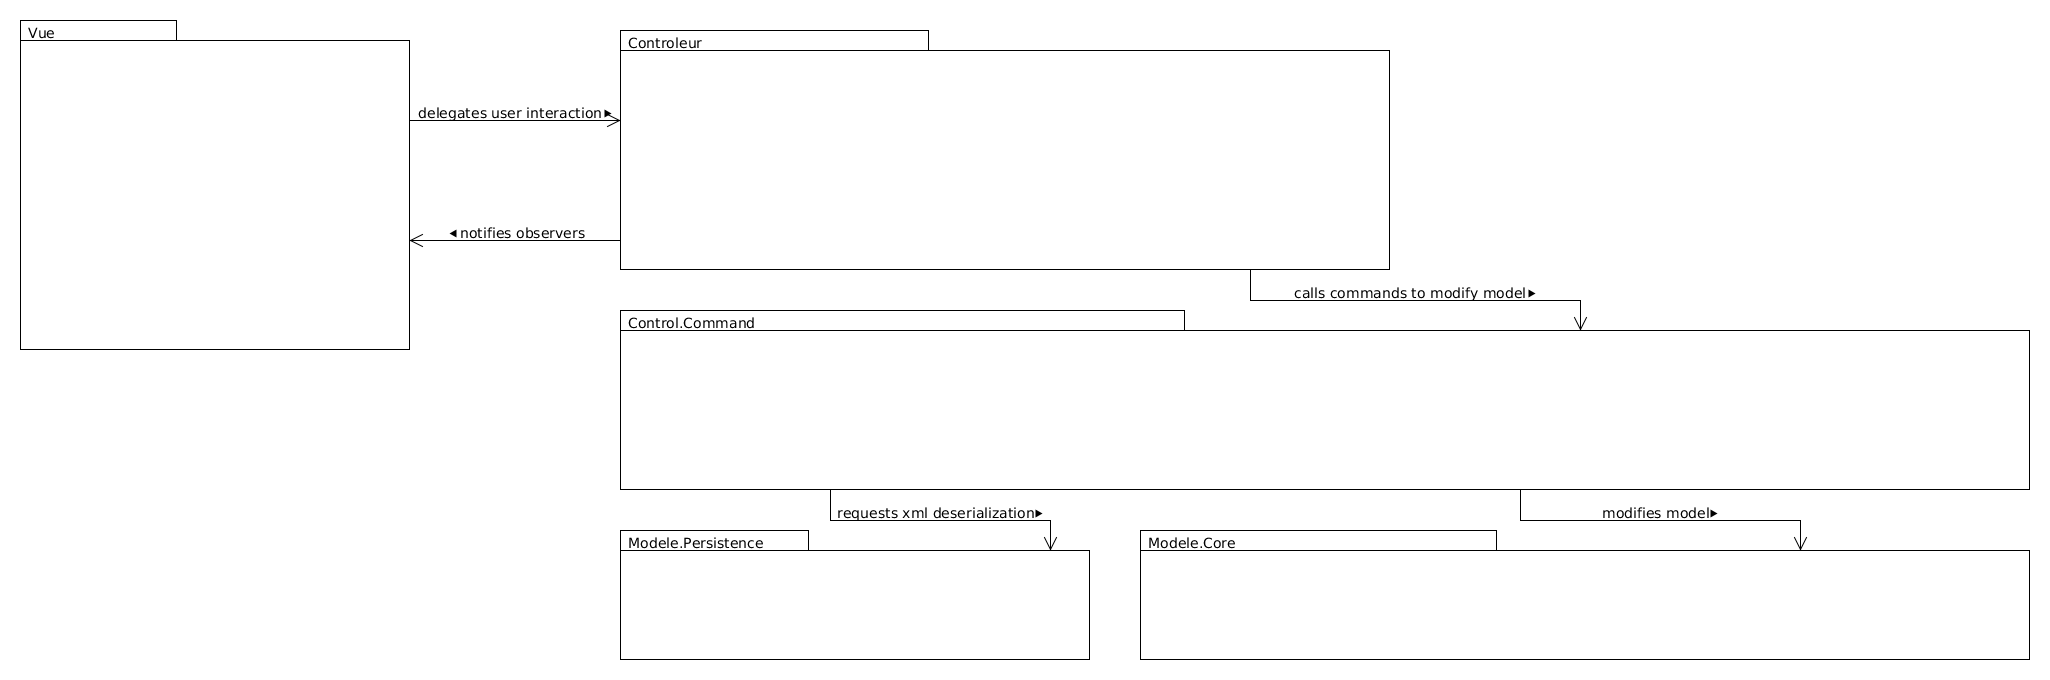 Vue
Controleur
delegates user interaction►
◄notifies observers
calls commands to modify model►
Control.Command
requests xml deserialization►
modifies model►
Modele.Persistence
Modele.Core